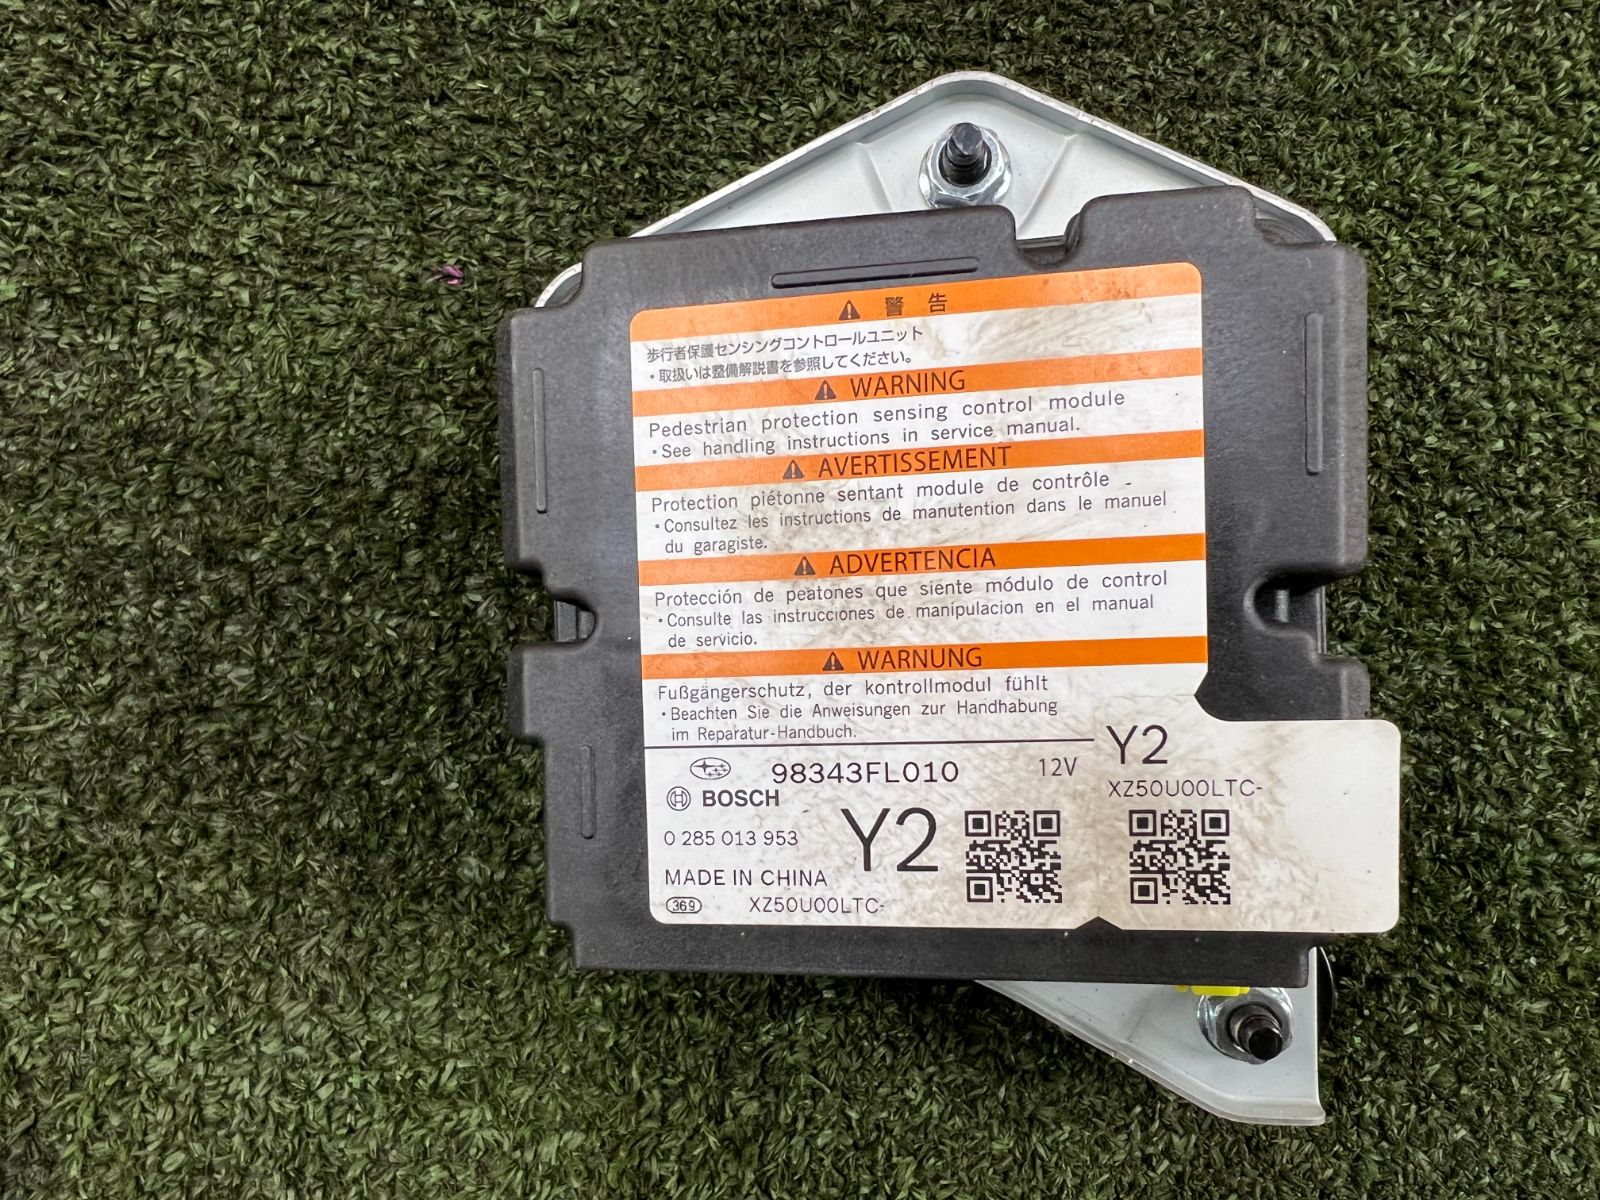 警告
歩行者保護センシングコントロールユニット
・取扱いは整備解説書を参照してください。
WARNING
Pedestrian protection sensing control module
・See handling instructions in service manual.
AVERTISSEMENT
Protection piétonne sentant module de contrôle
・Consultez les instructions de manutention dans le manuel
du garagiste.
ADVERTENCIA
Protección de peatones que siente módulo de control
・Consulte las instrucciones de manipulacion en el manual
de servicio.
WARNUNG
Fußgängerschutz, der kontrollmodul fühlt
・Beachten Sie die Anweisungen zur Handhabung
im Reparatur-Handbuch.
98343FL010 12V
BOSCH
0 285 013 953
Y2
MADE IN CHINA
369 XZ50U00LTC-
Y2
XZ50U00LTC-